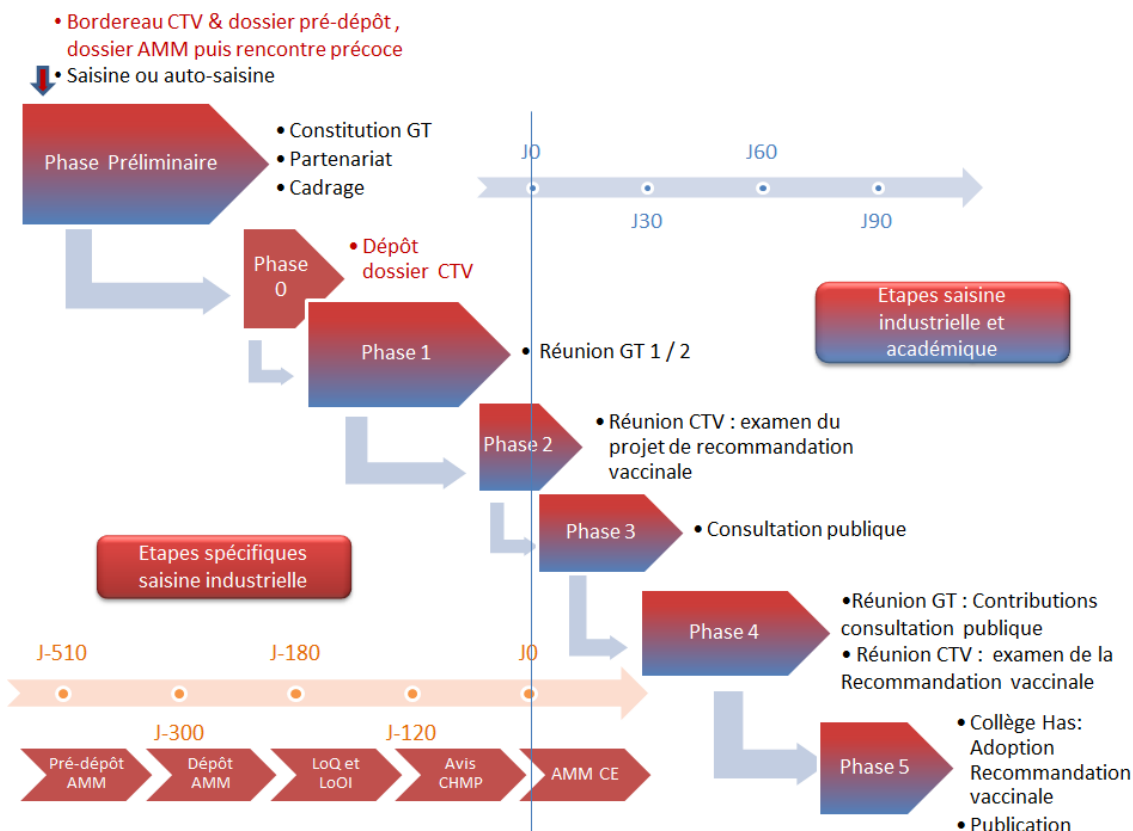 • Bordereau CTV & dossier pré-dépôt ,
dossier AMM puis rencontre précoce
• Saisine ou auto-saisine
Phase Préliminaire
• Constitution GT
• Partenariat
• Cadrage
J0
J60
J30
J90
Phase
0
• Dépôt
dossier CTV
Etapes saisine
industrielle et
académique
Phase 1
• Réunion GT 1 / 2
Phase 2
• Réunion CTV : examen du
projet de recommandation
vaccinale
Phase 3
• Consultation publique
Etapes spécifiques
saisine industrielle
Phase 4
•Réunion GT : Contributions
consultation publique
• Réunion CTV : examen de la
Recommandation vaccinale
J-510
J-180
J0
J-300
J-120
Pré-dépôt
AMM
Dépôt
AMM
LoQ et
LoOI
Avis
CHMP
AMM CE
Phase 5
• Collège Has:
Adoption
Recommandation
vaccinale
• Publication